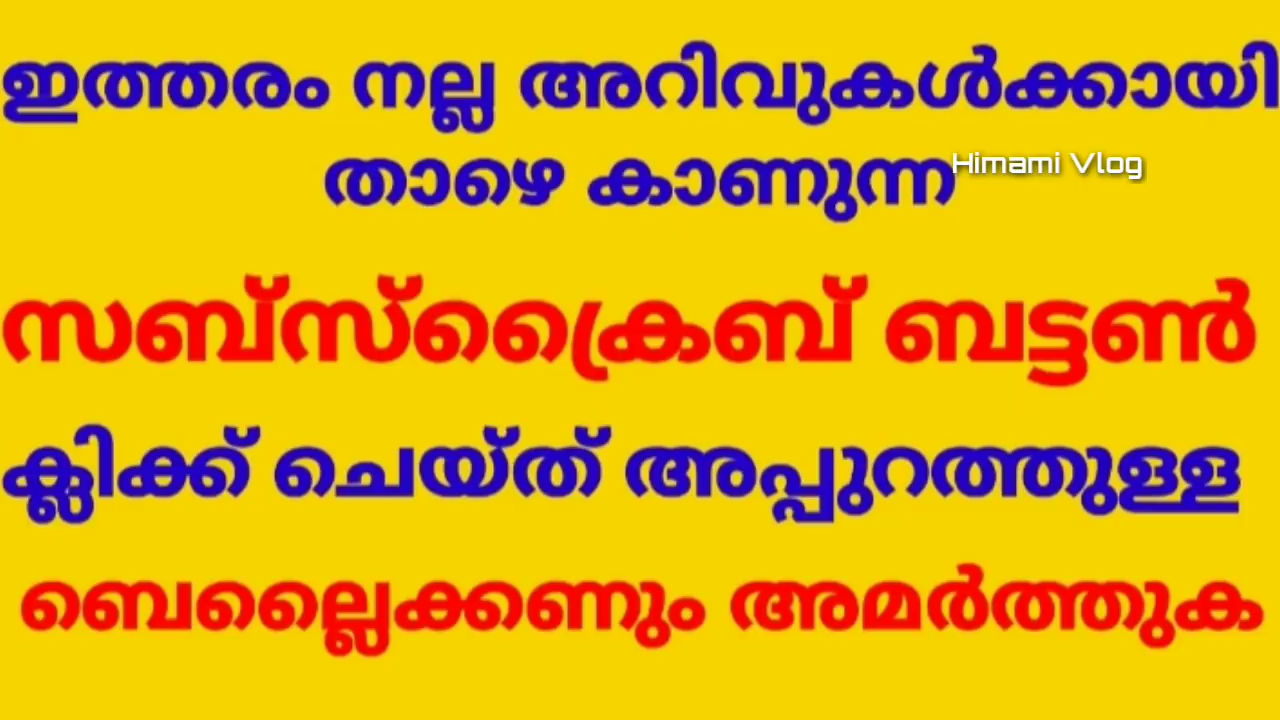 ഇത്തരം നല്ല അറിവുകൾക്കായി
താഴെ കാണുന്ന
Himami Vlog
സബ്സ്ക്രൈബ് ബട്ടൺ
ക്ലിക്ക് ചെയ്ത് അപ്പുറത്തുള്ള
ബെല്ലൈക്കണും അമർത്തുക